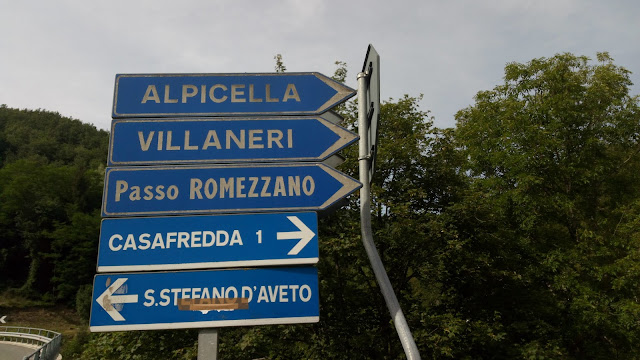 ALPICELLA
VILLANERI
Passo ROMEZZANO
CASAFREDDA 1
S.STEFANO D'AVETO